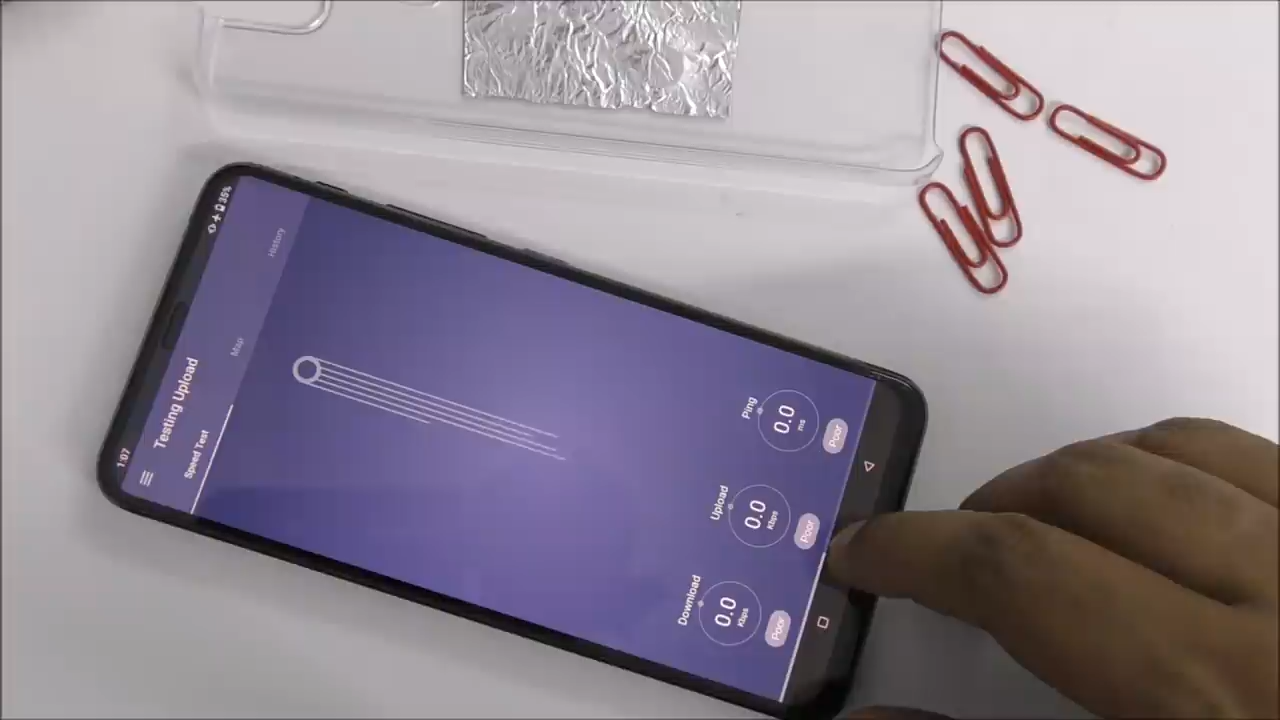 1:07
35%
Testing Upload
Speed Test
Map
History
Download
0.0
Kbps
Poor
Upload
0.0
Kbps
Poor
Ping
0.0
ms
Poor